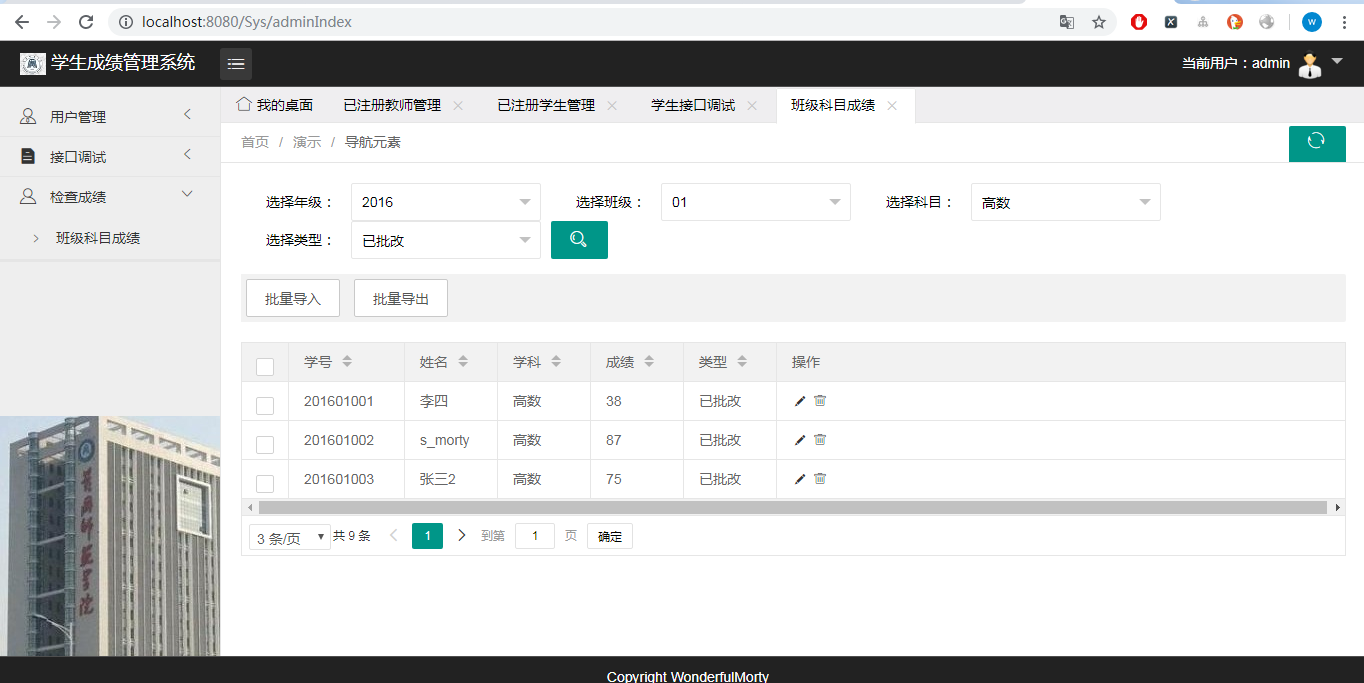 localhost:8080/Sys/adminIndex
W
学生成绩管理系统
当前用户：admin
用户管理
接口调试
检查成绩
班级科目成绩
我的桌面 已注册教师管理 已注册学生管理 学生接口调试 班级科目成绩
首页 / 演示 / 导航元素
选择年级： 2016 选择班级： 01 选择科目： 高数
选择类型： 已批改
批量导入 批量导出
学号 姓名 学科 成绩 类型 操作
201601001 李四 高数 38 已批改
201601002 s_morty 高数 87 已批改
201601003 张三2 高数 75 已批改
3 条/页 共 9 条 1 到第 1 页 确定
Copyright WonderfulMorty